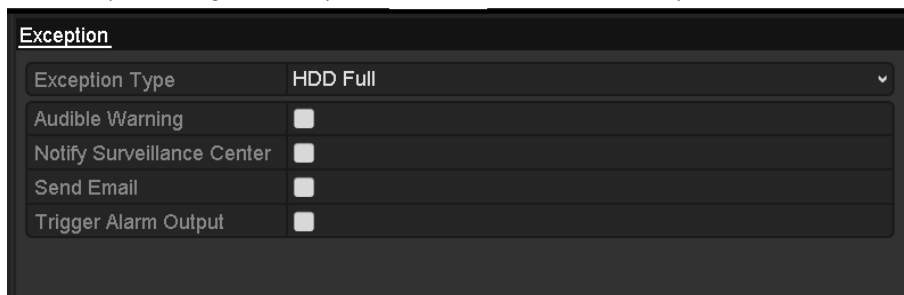 Exception
Exception Type HDD Full
Audible Warning
Notify Surveillance Center
Send Email
Trigger Alarm Output